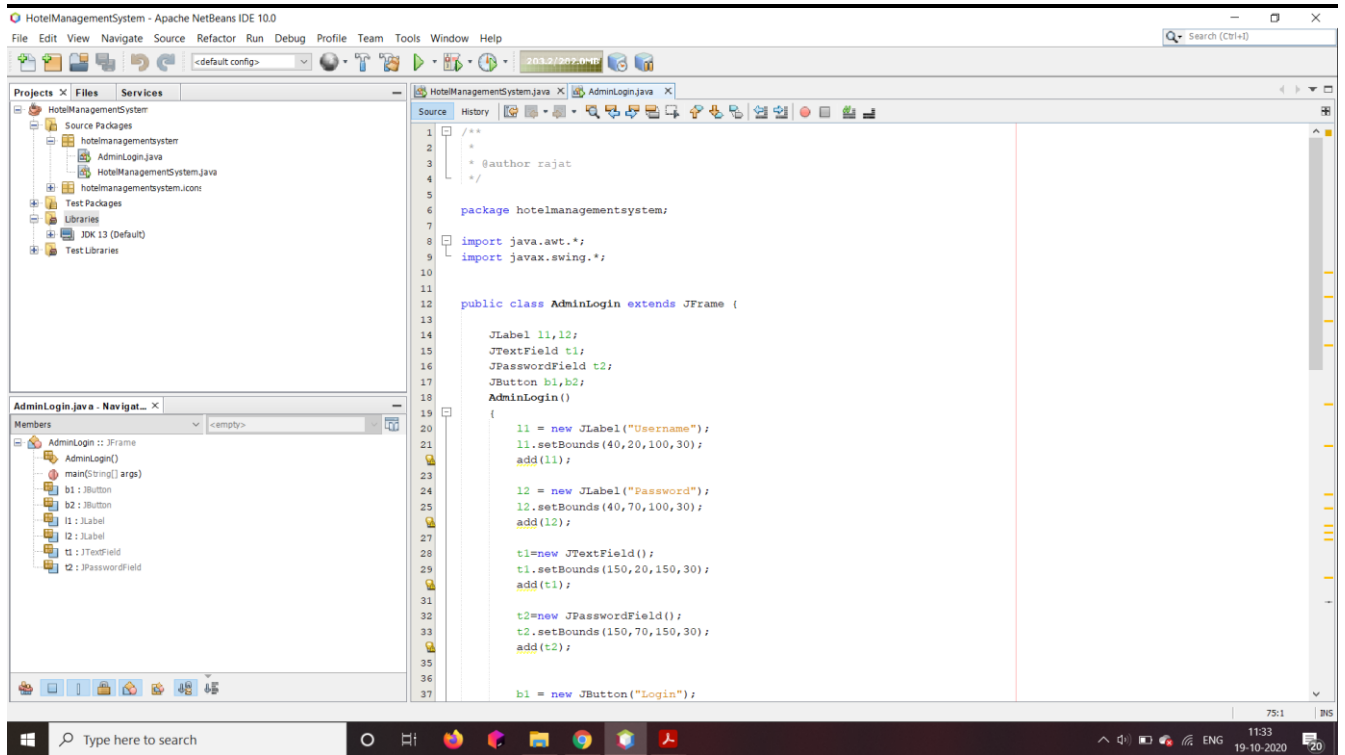 HotelManagementSystem - Apache NetBeans IDE 10.0
File Edit View Navigate Source Refactor Run Debug Profile Team Tools Window Help
Search (Ctrl+I)
<default config>
Projects Files Services
HotelManagementSystem.java AdminLogin.java
HotelManagementSystem
Source Packages
hotelmanagementsystem
AdminLogin.java
HotelManagementSystem.java
hotelmanagementsystem.icons
Test Packages
Libraries
JDK 13 (Default)
Test Libraries
AdminLogin.java - Navigat...
Members <empty>
AdminLogin :: JFrame
AdminLogin()
main(String[] args)
b1 : JButton
b2 : JButton
l1 : JLabel
l2 : JLabel
t1 : JTextField
t2 : JPasswordField
Source History
1 /**
2 *
3 * @author rajat
4 */
5
6 package hotelmanagementsystem;
7
8 import java.awt.*;
9 import javax.swing.*;
10
11
12 public class AdminLogin extends JFrame {
13
14 JLabel l1,l2;
15 JTextField t1;
16 JPasswordField t2;
17 JButton b1,b2;
18 AdminLogin()
19 {
20 l1 = new JLabel("Username");
21 l1.setBounds(40,20,100,30);
add(l1);
23
24 l2 = new JLabel("Password");
25 l2.setBounds(40,70,100,30);
add(l2);
27
28 t1=new JTextField();
29 t1.setBounds(150,20,150,30);
add(t1);
31
32 t2=new JPasswordField();
33 t2.setBounds(150,70,150,30);
add(t2);
35
36
37 b1 = new JButton("Login");
75:1 INS
Type here to search
ENG
11:33
19-10-2020
20